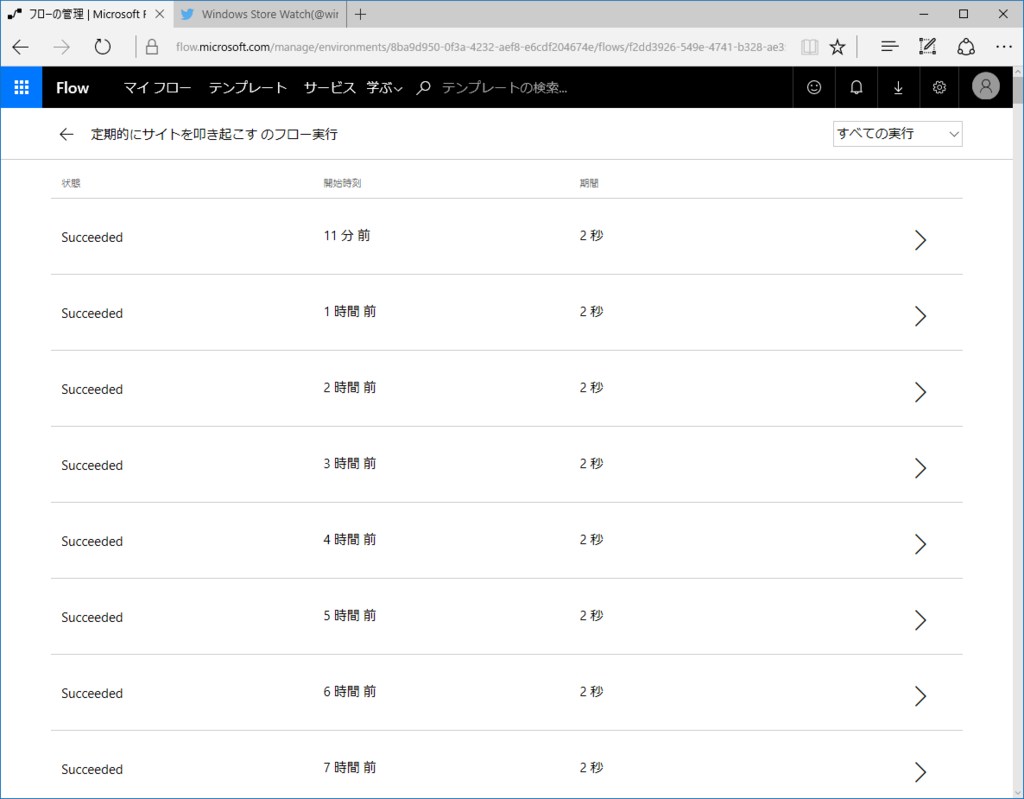 フローの管理 | Microsoft F
Windows Store Watch(@wir
flow.microsoft.com/manage/environments/8ba9d950-0f3a-4232-aef8-e6cdf204674e/flows/f2dd3926-549e-4741-b328-ae3
Flow マイ フロー テンプレート サービス 学ぶ テンプレートの検索...
定期的にサイトを叩き起こす のフロー実行 すべての実行
状態 開始時刻 期間
Succeeded 11 分 前 2 秒
Succeeded 1 時間 前 2 秒
Succeeded 2 時間 前 2 秒
Succeeded 3 時間 前 2 秒
Succeeded 4 時間 前 2 秒
Succeeded 5 時間 前 2 秒
Succeeded 6 時間 前 2 秒
Succeeded 7 時間 前 2 秒